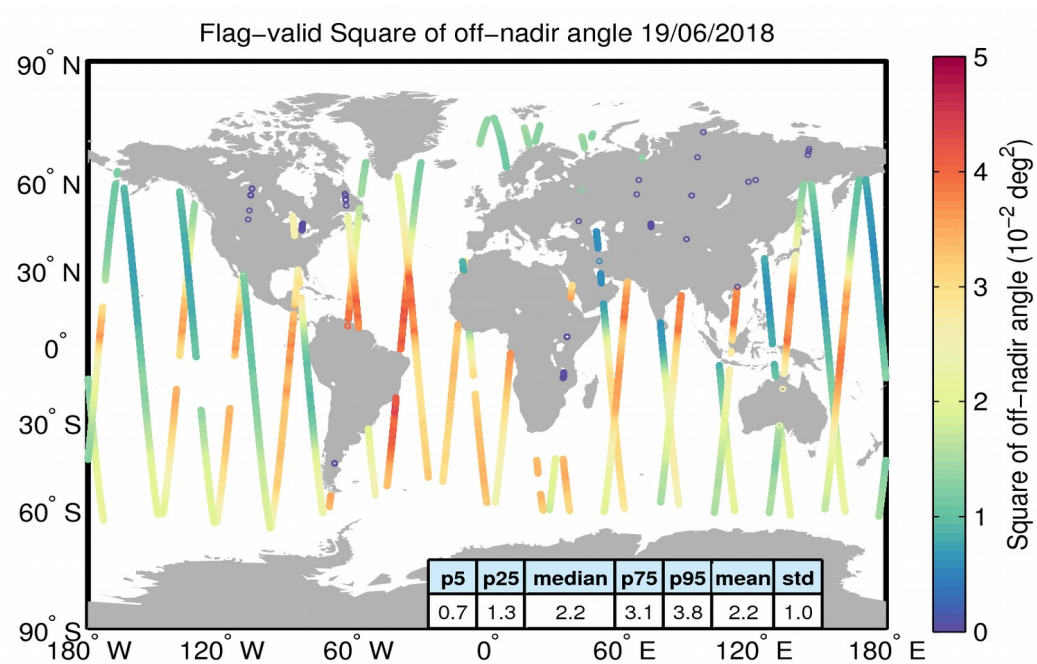 Flag−valid Square of off−nadir angle 19/06/2018
90° N
60° N
30° N
0°
30° S
60° S
90° S
180° W
120° W
60° W
0°
60° E
120° E
180° E
p5 p25 median p75 p95 mean std
0.7 1.3 2.2 3.1 3.8 2.2 1.0
5
4
3
2
1
0
Square of off−nadir angle (10⁻² deg²)